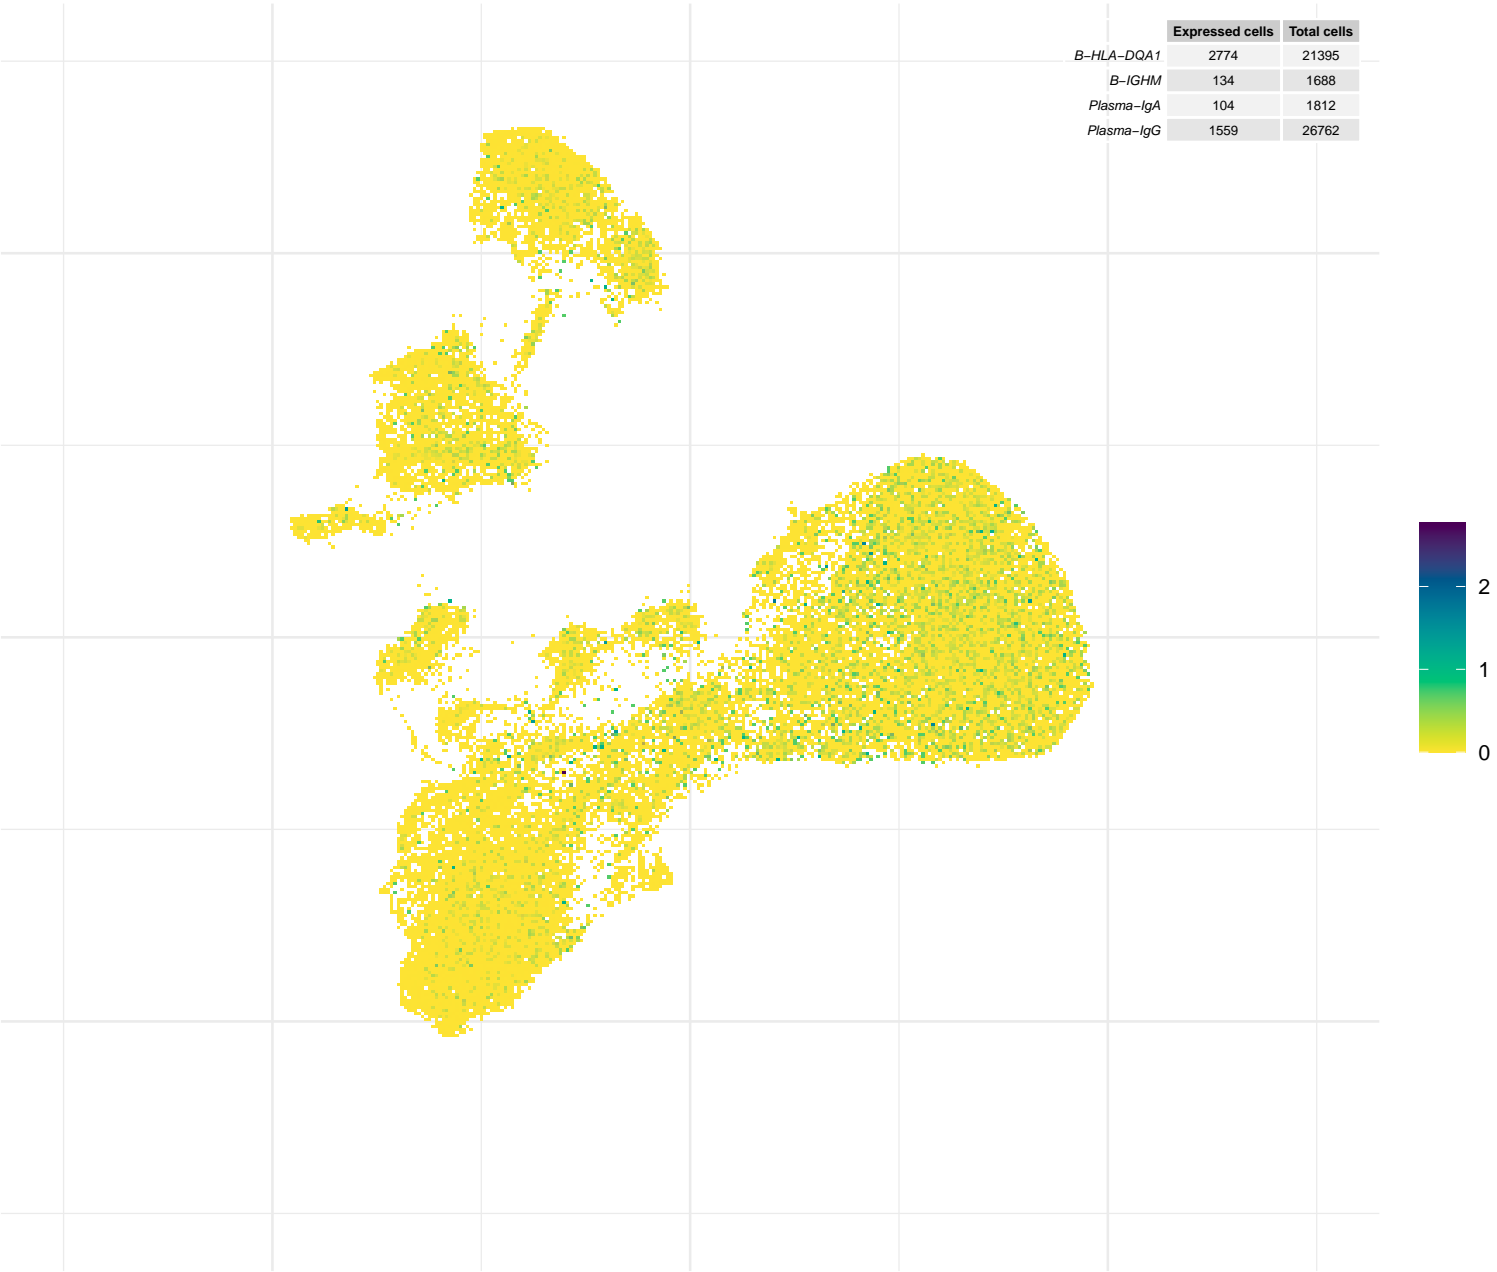 Expressed cells Total cells
B−HLA−DQA1 2774 21395
B−IGHM 134 1688
Plasma−IgA 104 1812
Plasma−IgG 1559 26762
2
1
0